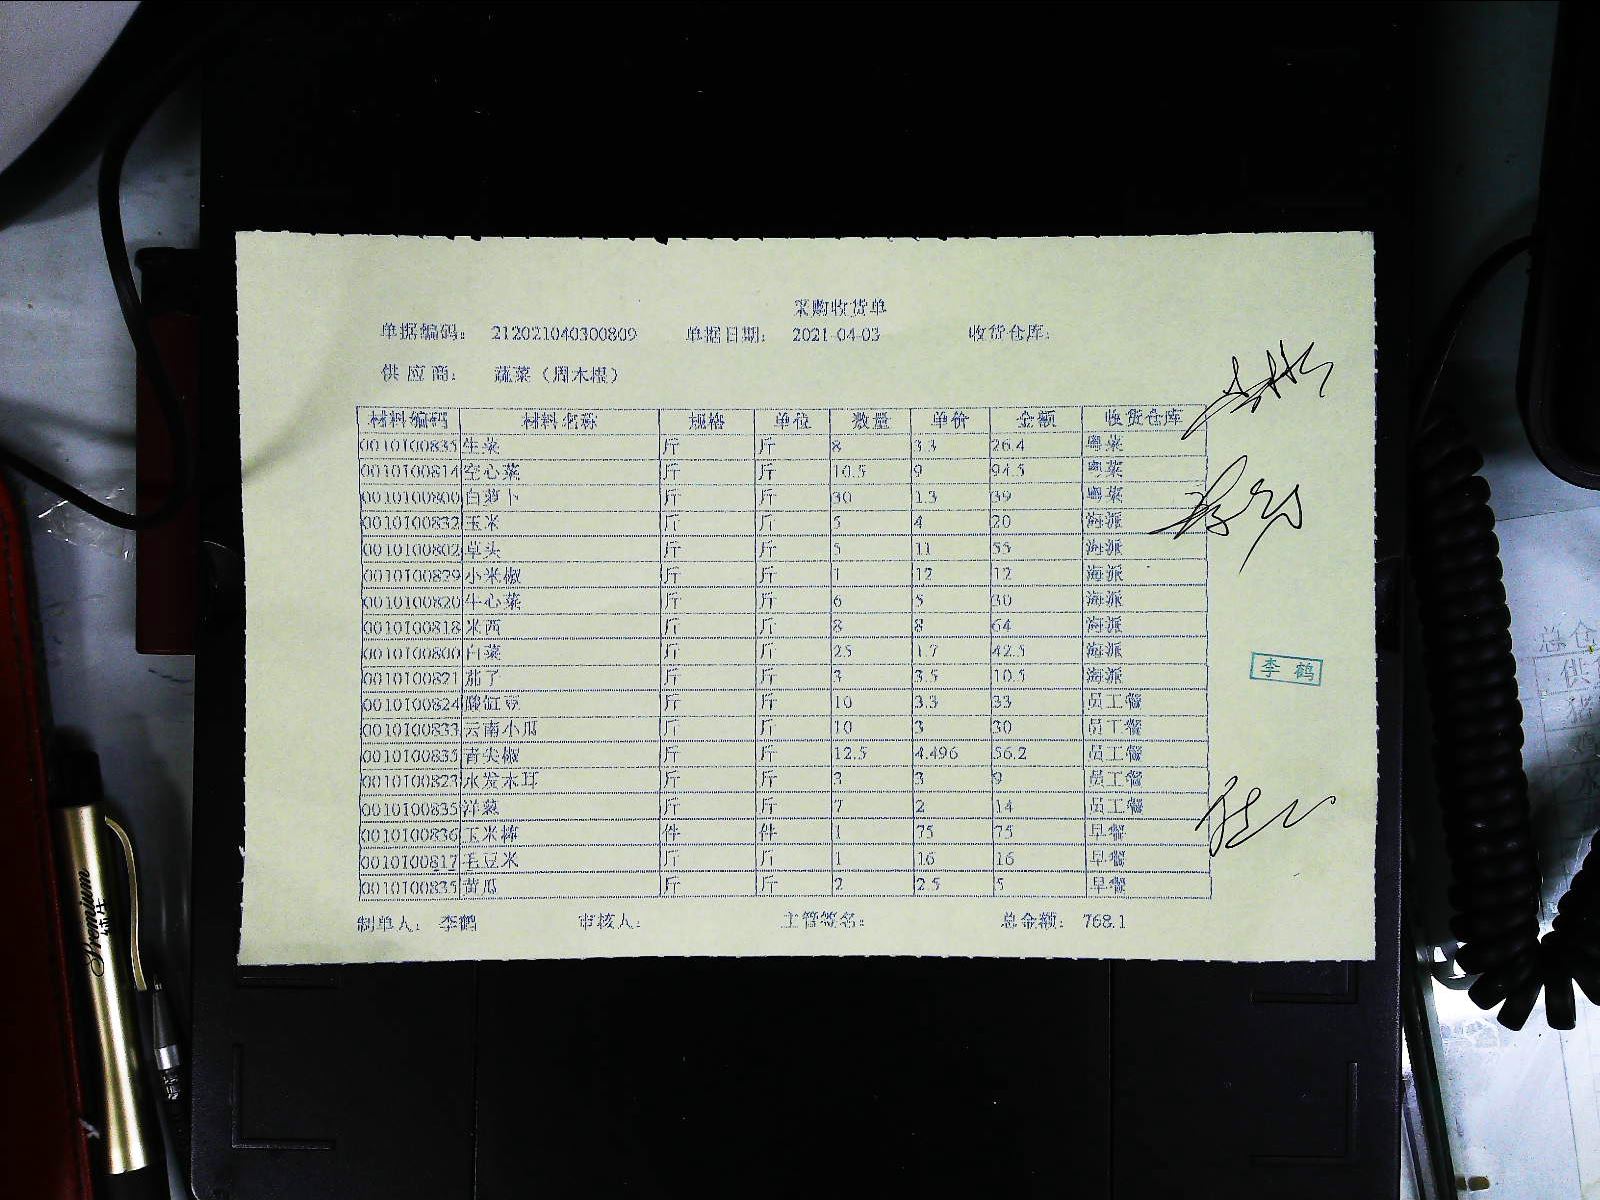 采购收货单
单据编码： 212021040300809 单据日期： 2021-04-03 收货仓库：
供应商： 蔬菜（周木根）
材料编码 材料名称 规格 单位 数量 单价 金额 收货仓库
0010100835 生菜 斤 斤 8 3.3 26.4 粤菜
0010100814 空心菜 斤 斤 10.5 9 94.5 粤菜
0010100800 白萝卜 斤 斤 30 1.3 39 粤菜
0010100832 玉米 斤 斤 5 4 20 海派
0010100802 草头 斤 斤 5 11 55 海派
0010100829 小米椒 斤 斤 1 12 12 海派
0010100820 牛心菜 斤 斤 6 5 30 海派
0010100818 米西 斤 斤 8 8 64 海派
0010100800 白菜 斤 斤 25 1.7 42.5 海派
0010100821 茄子 斤 斤 3 3.5 10.5 海派
0010100824 酸缸豆 斤 斤 10 3.3 33 员工餐
0010100833 云南小瓜 斤 斤 10 3 30 员工餐
0010100835 青尖椒 斤 斤 12.5 4.496 56.2 员工餐
0010100823 水发木耳 斤 斤 3 3 9 员工餐
0010100835 洋葱 斤 斤 7 2 14 员工餐
0010100836 玉米棒 件 件 1 75 75 早餐
0010100817 毛豆米 斤 斤 1 16 16 早餐
0010100835 黄瓜 斤 斤 2 2.5 5 早餐
制单人： 李鹤 审核人： 主管签名： 总金额： 768.1
李鹤
Premium
总仓